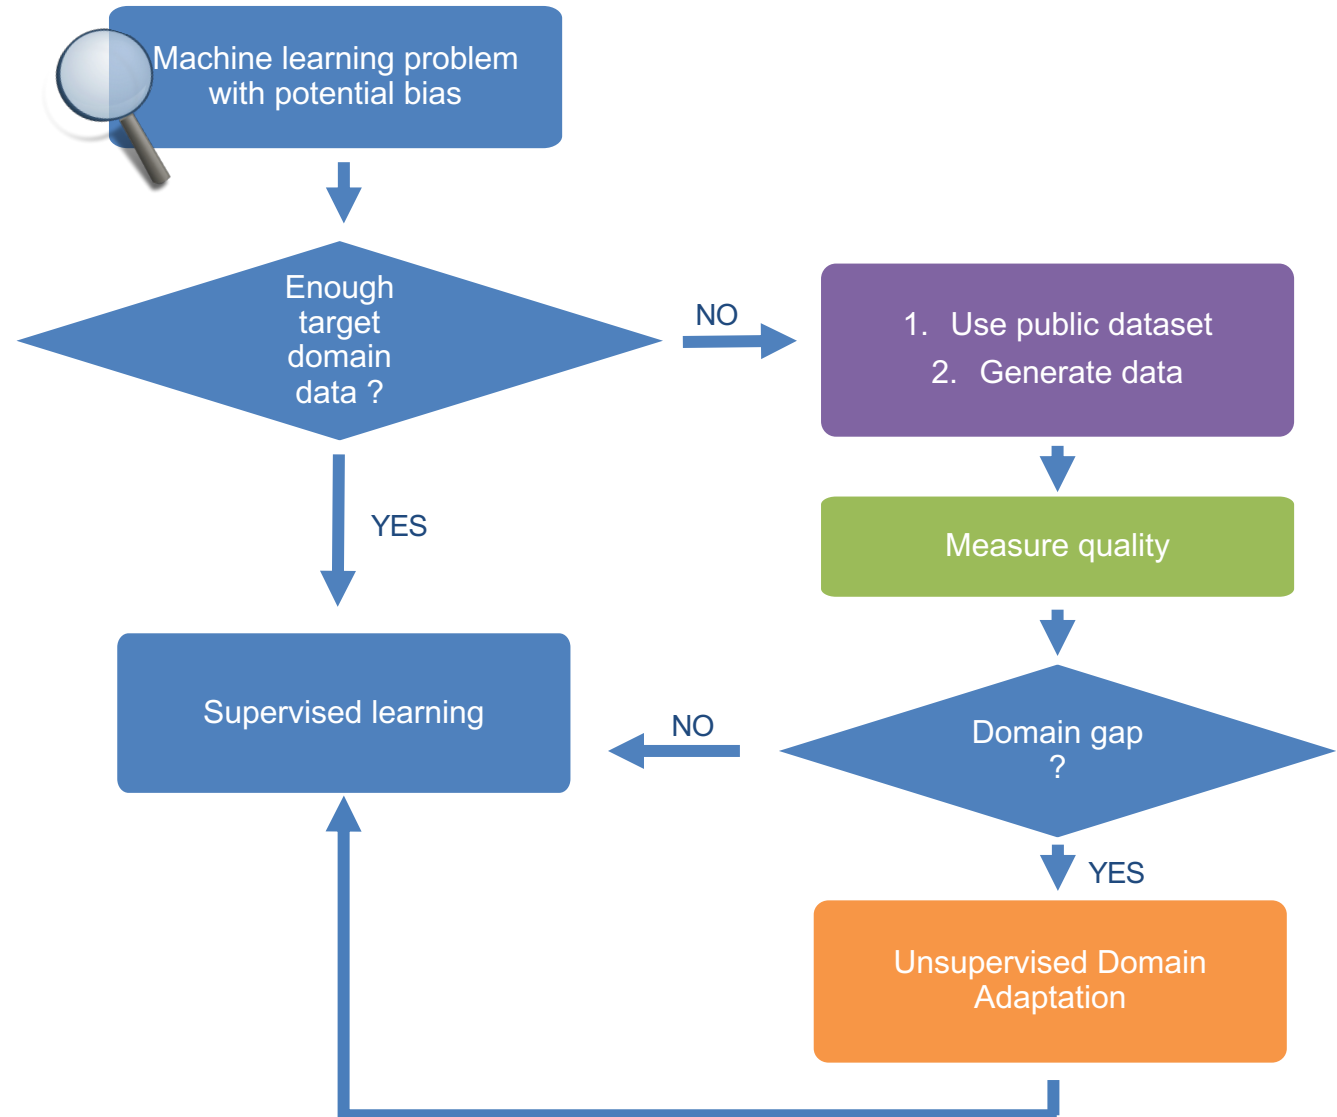 Machine learning problem
with potential bias
Enough
target
domain
data ?
NO
1. Use public dataset
2. Generate data
YES
Measure quality
Supervised learning
NO
Domain gap
?
YES
Unsupervised Domain
Adaptation